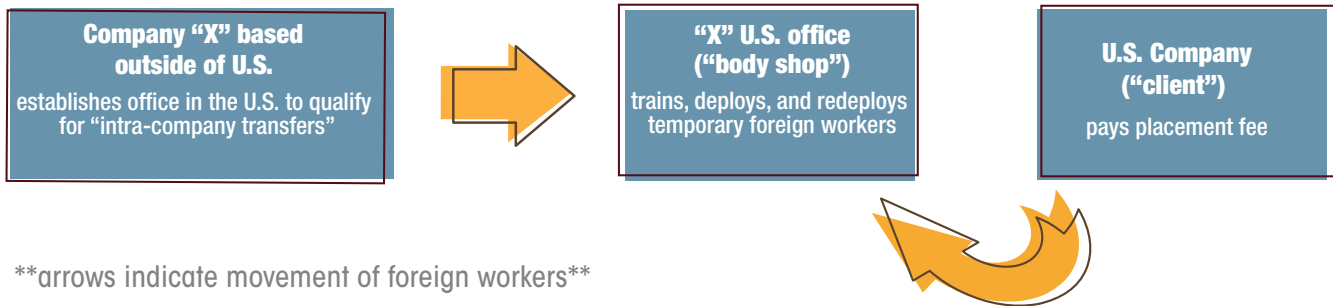 Company “X” based
outside of U.S.
establishes office in the U.S. to qualify
for “intra-company transfers”
“X” U.S. office
(“body shop”)
trains, deploys, and redeploys
temporary foreign workers
U.S. Company
(“client”)
pays placement fee
**arrows indicate movement of foreign workers**